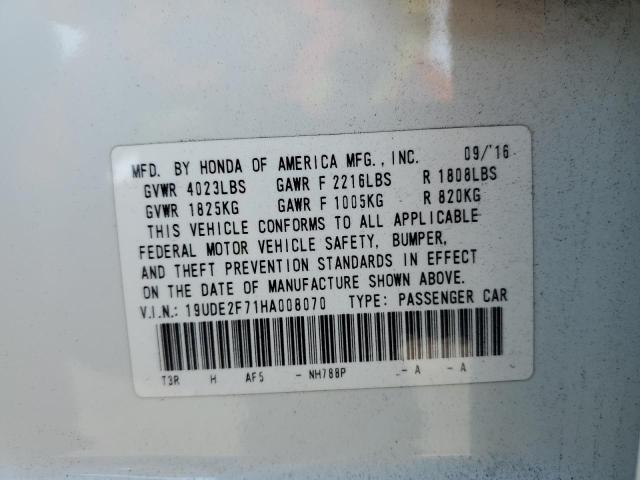 MFD. BY HONDA OF AMERICA MFG., INC. 09/'16
GVWR 4023LBS GAWR F 2216LBS R 1808LBS
GVWR 1825KG GAWR F 1005KG R 820KG
THIS VEHICLE CONFORMS TO ALL APPLICABLE
FEDERAL MOTOR VEHICLE SAFETY, BUMPER,
AND THEFT PREVENTION STANDARDS IN EFFECT
ON THE DATE OF MANUFACTURE SHOWN ABOVE.
V.I.N.: 19UDE2F71HA008070 TYPE: PASSENGER CAR
T3R H AF5 - NH788P - A - A